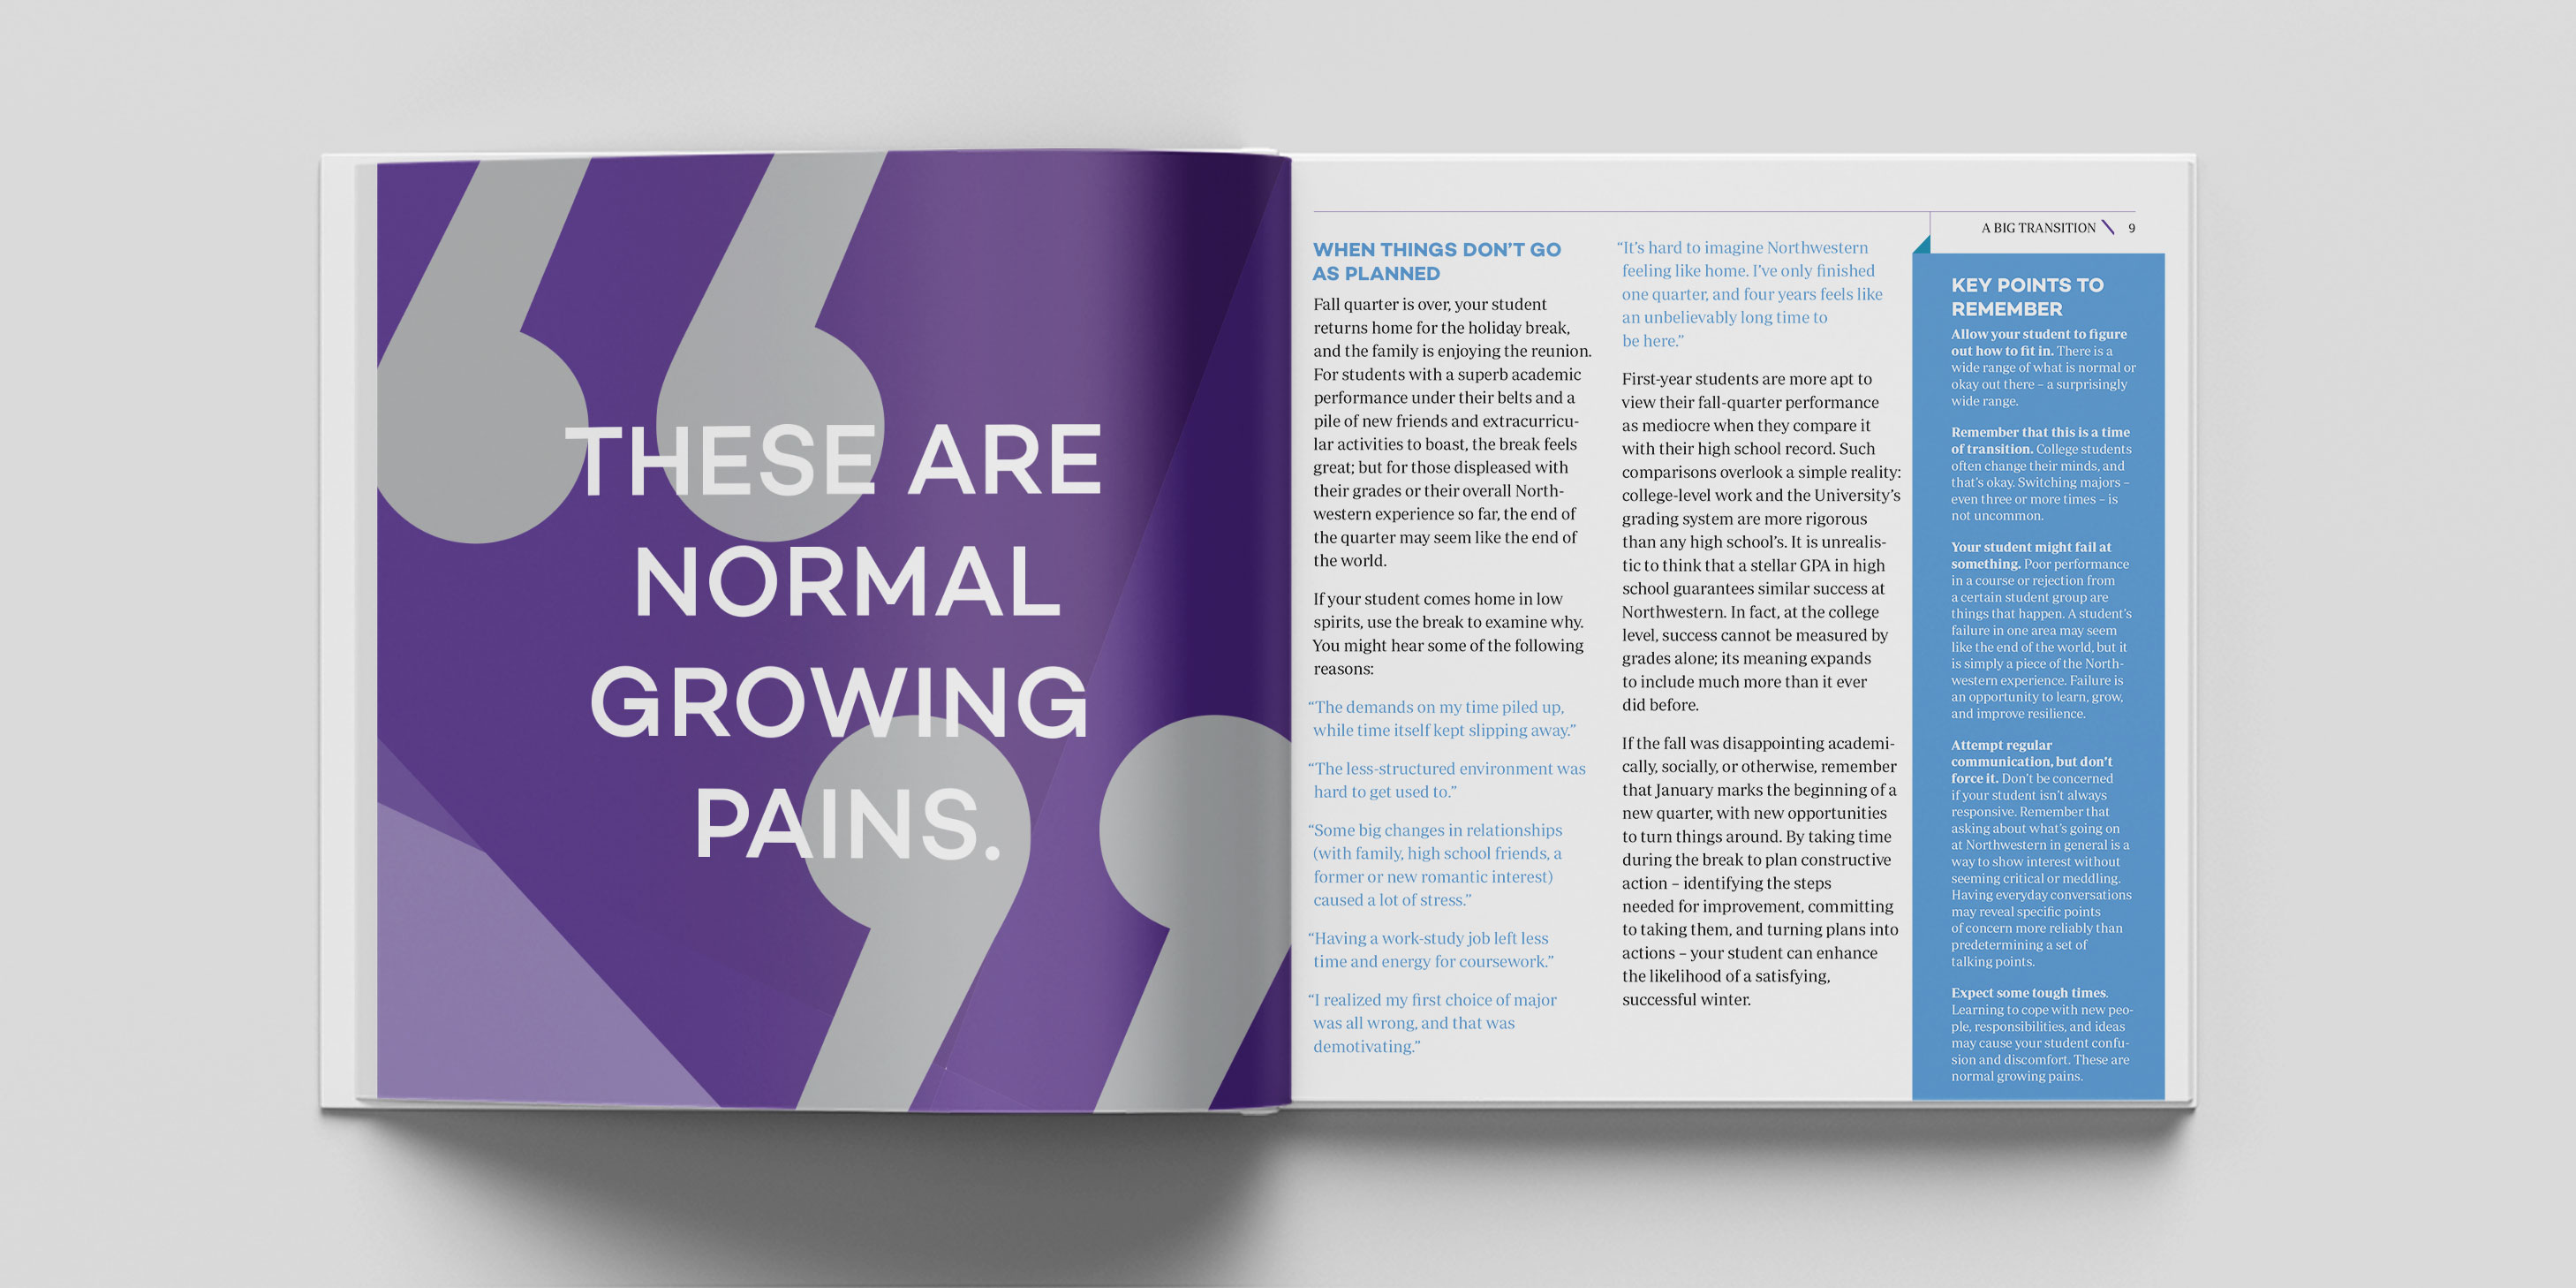 THESE ARE
NORMAL
GROWING
PAINS.
A BIG TRANSITION \ 9
WHEN THINGS DON'T GO
AS PLANNED
Fall quarter is over, your student
returns home for the holiday break,
and the family is enjoying the reunion.
For students with a superb academic
performance under their belts and a
pile of new friends and extracurricu-
lar activities to boast, the break feels
great; but for those displeased with
their grades or their overall North-
western experience so far, the end of
the quarter may seem like the end of
the world.
If your student comes home in low
spirits, use the break to examine why.
You might hear some of the following
reasons:
“The demands on my time piled up,
while time itself kept slipping away.”
“The less-structured environment was
hard to get used to.”
“Some big changes in relationships
(with family, high school friends, a
former or new romantic interest)
caused a lot of stress.”
“Having a work-study job left less
time and energy for coursework.”
“I realized my first choice of major
was all wrong, and that was
demotivating.”
“It’s hard to imagine Northwestern
feeling like home. I’ve only finished
one quarter, and four years feels like
an unbelievably long time to
be here.”
First-year students are more apt to
view their fall-quarter performance
as mediocre when they compare it
with their high school record. Such
comparisons overlook a simple reality:
college-level work and the University’s
grading system are more rigorous
than any high school’s. It is unrealis-
tic to think that a stellar GPA in high
school guarantees similar success at
Northwestern. In fact, at the college
level, success cannot be measured by
grades alone; its meaning expands
to include much more than it ever
did before.
If the fall was disappointing academi-
cally, socially, or otherwise, remember
that January marks the beginning of a
new quarter, with new opportunities
to turn things around. By taking time
during the break to plan constructive
action – identifying the steps
needed for improvement, committing
to taking them, and turning plans into
actions – your student can enhance
the likelihood of a satisfying,
successful winter.
KEY POINTS TO
REMEMBER
Allow your student to figure
out how to fit in. There is a
wide range of what is normal or
okay out there – a surprisingly
wide range.
Remember that this is a time
of transition. College students
often change their minds, and
that’s okay. Switching majors –
even three or more times – is
not uncommon.
Your student might fail at
something. Poor performance
in a course or rejection from
a certain student group are
things that happen. A student’s
failure in one area may seem
like the end of the world, but it
is simply a piece of the North-
western experience. Failure is
an opportunity to learn, grow,
and improve resilience.
Attempt regular
communication, but don’t
force it. Don’t be concerned
if your student isn’t always
responsive. Remember that
asking about what’s going on
at Northwestern in general is a
way to show interest without
seeming critical or meddling.
Having everyday conversations
may reveal specific points
of concern more reliably than
predetermining a set of
talking points.
Expect some tough times.
Learning to cope with new peo-
ple, responsibilities, and ideas
may cause your student confu-
sion and discomfort. These are
normal growing pains.